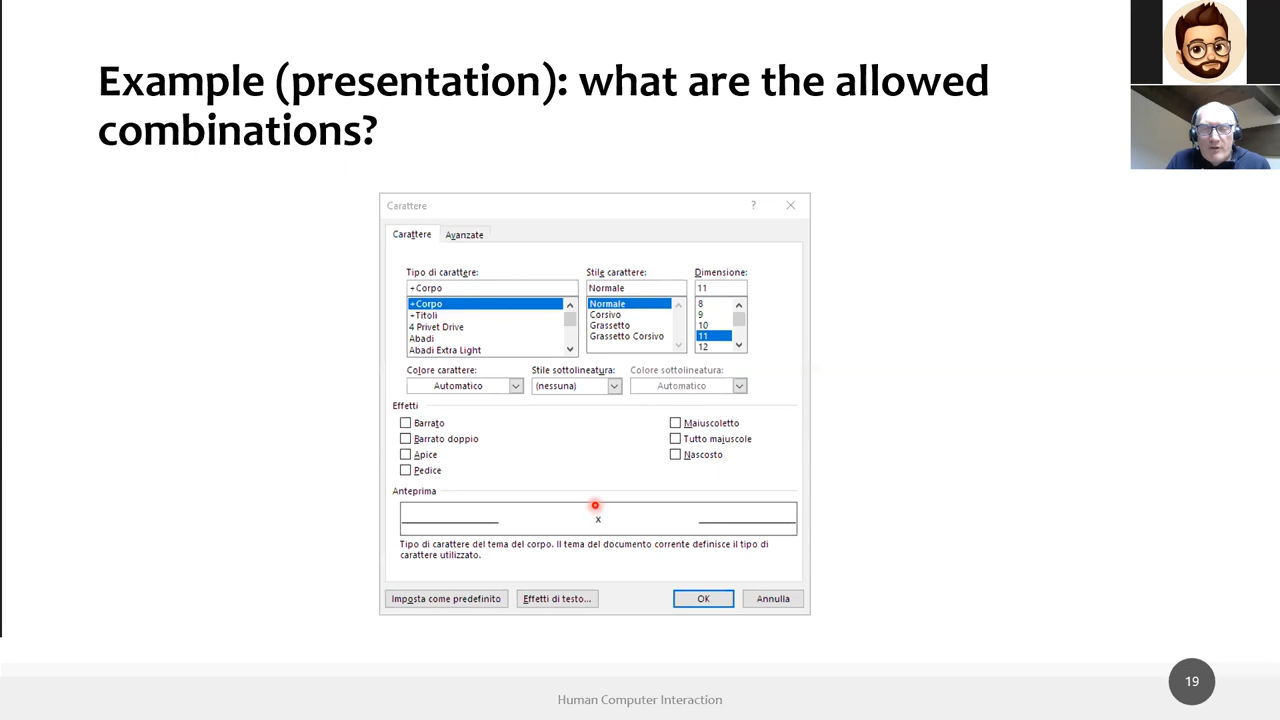 Example (presentation): what are the allowed
combinations?
Carattere
?
Carattere Avanzate
Tipo di carattere: Stile carattere: Dimensione:
+Corpo Normale 11
+Corpo Normale 8
+Titoli Corsivo 9
4 Privet Drive Grassetto 10
Abadi Grassetto Corsivo 11
Abadi Extra Light 12
Colore carattere: Stile sottolineatura: Colore sottolineatura:
Automatico (nessuna) Automatico
Effetti
Barrato Maiuscoletto
Barrato doppio Tutto maiuscole
Apice Nascosto
Pedice
Anteprima
x
Tipo di carattere del tema del corpo. Il tema del documento corrente definisce il tipo di
carattere utilizzato.
Imposta come predefinito Effetti di testo... OK Annulla
19
Human Computer Interaction